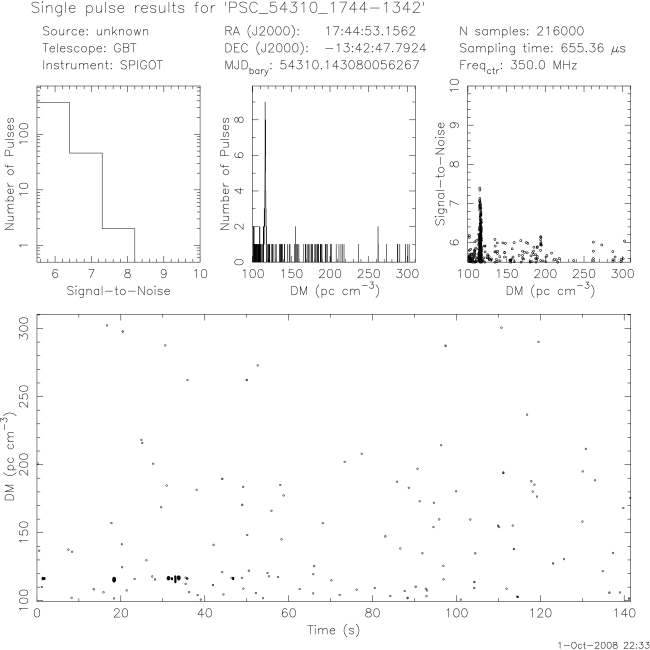 Single pulse results for 'PSC_54310_1744−1342'
Source: unknown RA (J2000): 17:44:53.1562 N samples: 216000
Telescope: GBT DEC (J2000): −13:42:47.7924 Sampling time: 655.36 μs
Instrument: SPIGOT MJDbary: 54310.143080056267 Freqctr: 350.0 MHz
Number of Pulses
1 10 100
6 7 8 9 10
Signal−to−Noise
Number of Pulses
0 2 4 6 8
100 150 200 250 300
DM (pc cm−3)
Signal−to−Noise
6 7 8 9 10
100 150 200 250 300
DM (pc cm−3)
DM (pc cm−3)
100 150 200 250 300
0 20 40 60 80 100 120 140
Time (s)
1−Oct−2008 22:33